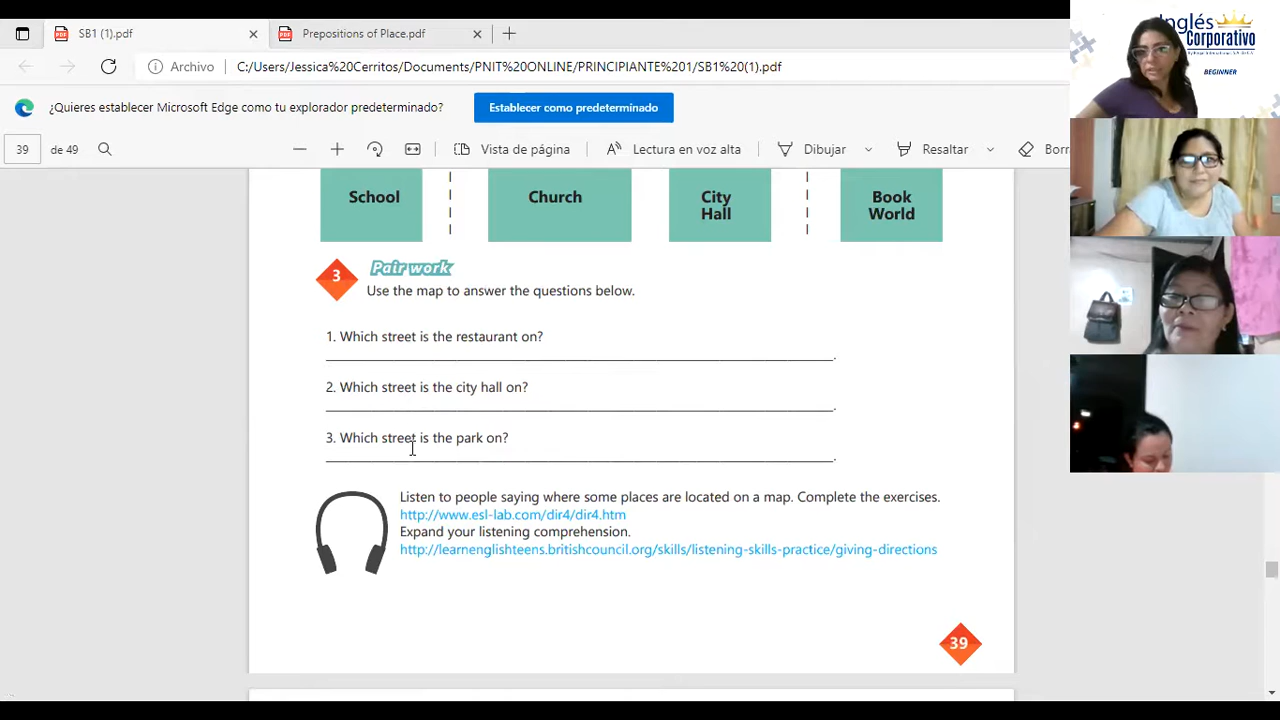 SB1 (1).pdf
Prepositions of Place.pdf
Archivo
C:/Users/Jessica%20Cerritos/Documents/INNIT%20ONLINE/PRINCIPIANTE%201/SB1%20(1).pdf
¿Quieres establecer Microsoft Edge como tu explorador predeterminado?
Establecer como predeterminado
39
de 49
Vista de página
Lectura en voz alta
Dibujar
Resaltar
Borra
School
Church
City
Hall
Book
World
3
Pair work
Use the map to answer the questions below.
1. Which street is the restaurant on?
2. Which street is the city hall on?
3. Which street is the park on?
Listen to people saying where some places are located on a map. Complete the exercises.
http://www.esl-lab.com/dir4/dir4.htm
Expand your listening comprehension.
http://learnenglishteens.britishcouncil.org/skills/listening-skills-practice/giving-directions
39
Inglés
Corporativo
BEGINNER